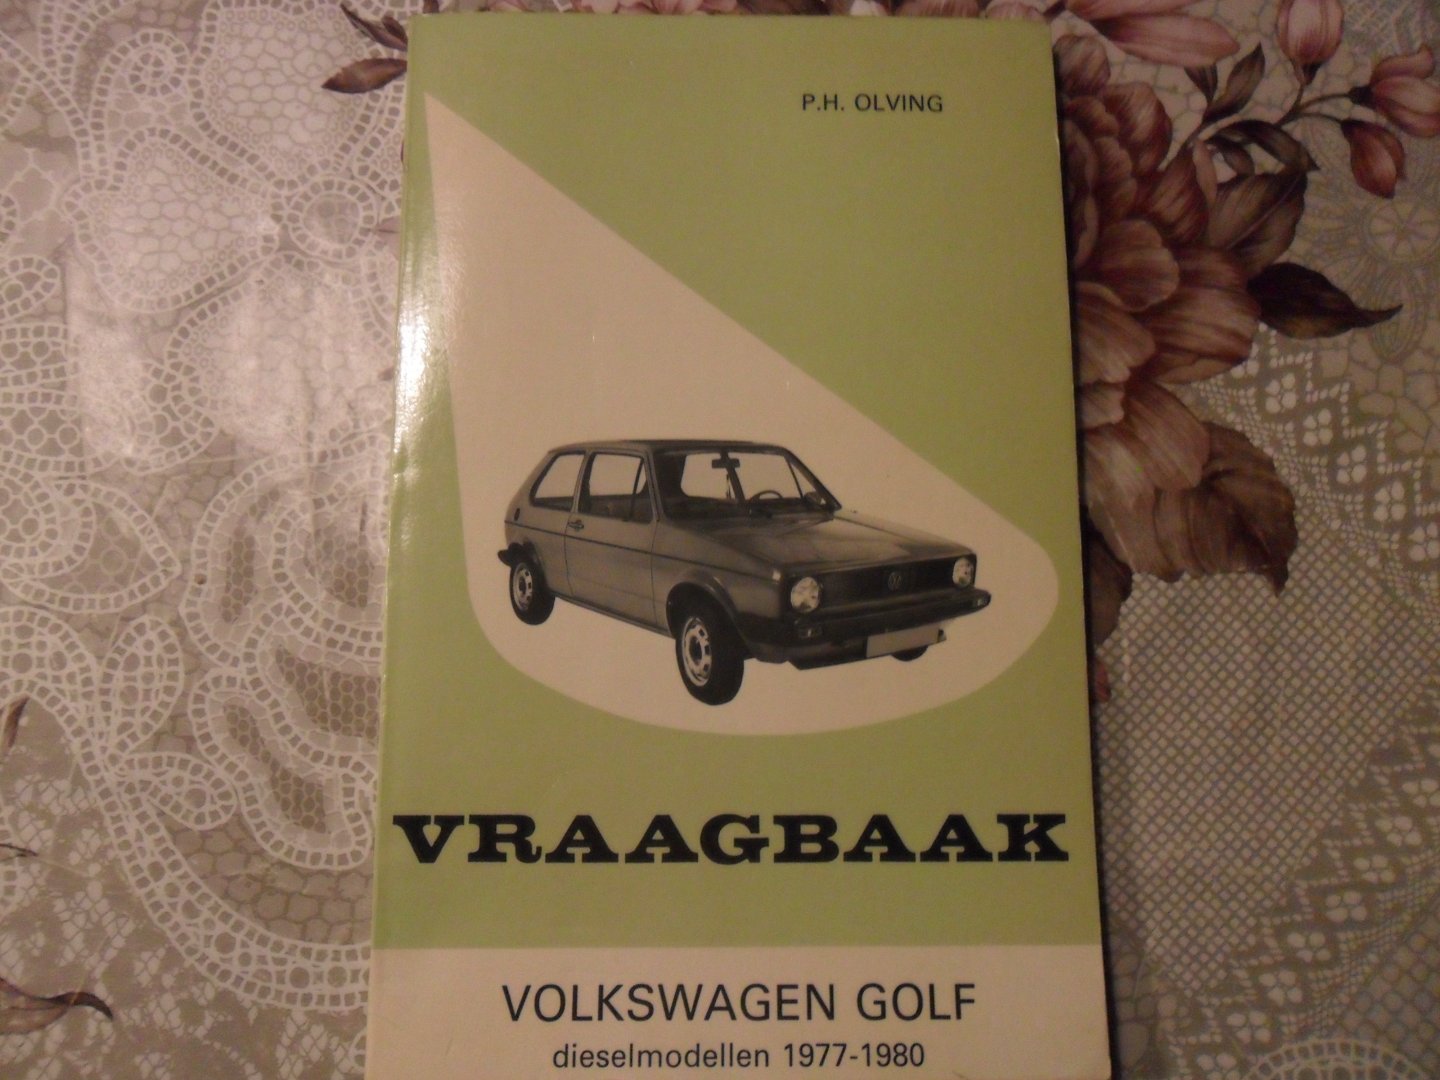 P.H. OLVING
VRAAGBAAK
VOLKSWAGEN GOLF
dieselmodellen 1977-1980